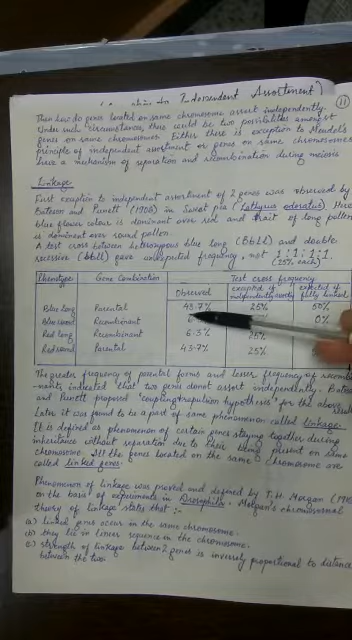 Independent Assortment?
11
Then how do genes located on same chromosome assort independently.
Under such circumstances there would be two possibilities amongst
genes on same chromosomes. Either there is exception to Mendel's
principle of independent assortment or genes on same chromosomes
have a mechanism of separation and recombination during meiosis
Linkage
First exception to independent assortment of 2 genes was observed by
Bateson and Punett (1906) in Sweet pea (Lathyrus odoratus) Here
blue flower colour is dominant over red and trait of long pollen
is dominant over round pollen.
A test cross between heterozygous blue long (BbLl) and double
recessive (bbll) gave unexpected frequency, not 1:1:1:1.
(25% each)
Phenotype Gene Combination Test cross frequency
Observed expected if independently assort expected if fully linked
Blue long Parental 43.7% 25% 50%
Blue round Recombinant 0%
Red long Recombinant 6.3% 25%
Red round Parental 43.7% 25%
The greater frequency of parental forms and lesser frequency of
indicated that two genes donot assort independently.
and Punett proposed "coupling & repulsion hypothesis" for the above
Later it was found to be a part of same phenomenon called linkage.
It is defined as phenomenon of certain genes staying together during
inheritance without separation due to their being present on same
chromosome. All the genes located on the same chromosome are
called linked genes.
Phenomenon of linkage was proved and defined by T.H. Morgan
on the basis of experiments in Drosophila. Morgan's chromosomal
theory of linkage states that :-
(a) linked genes occur in the same chromosome.
(b) they lie in linear sequence in the chromosome.
(c) strength of linkage between 2 genes is inversely proportional to distance
between the two.